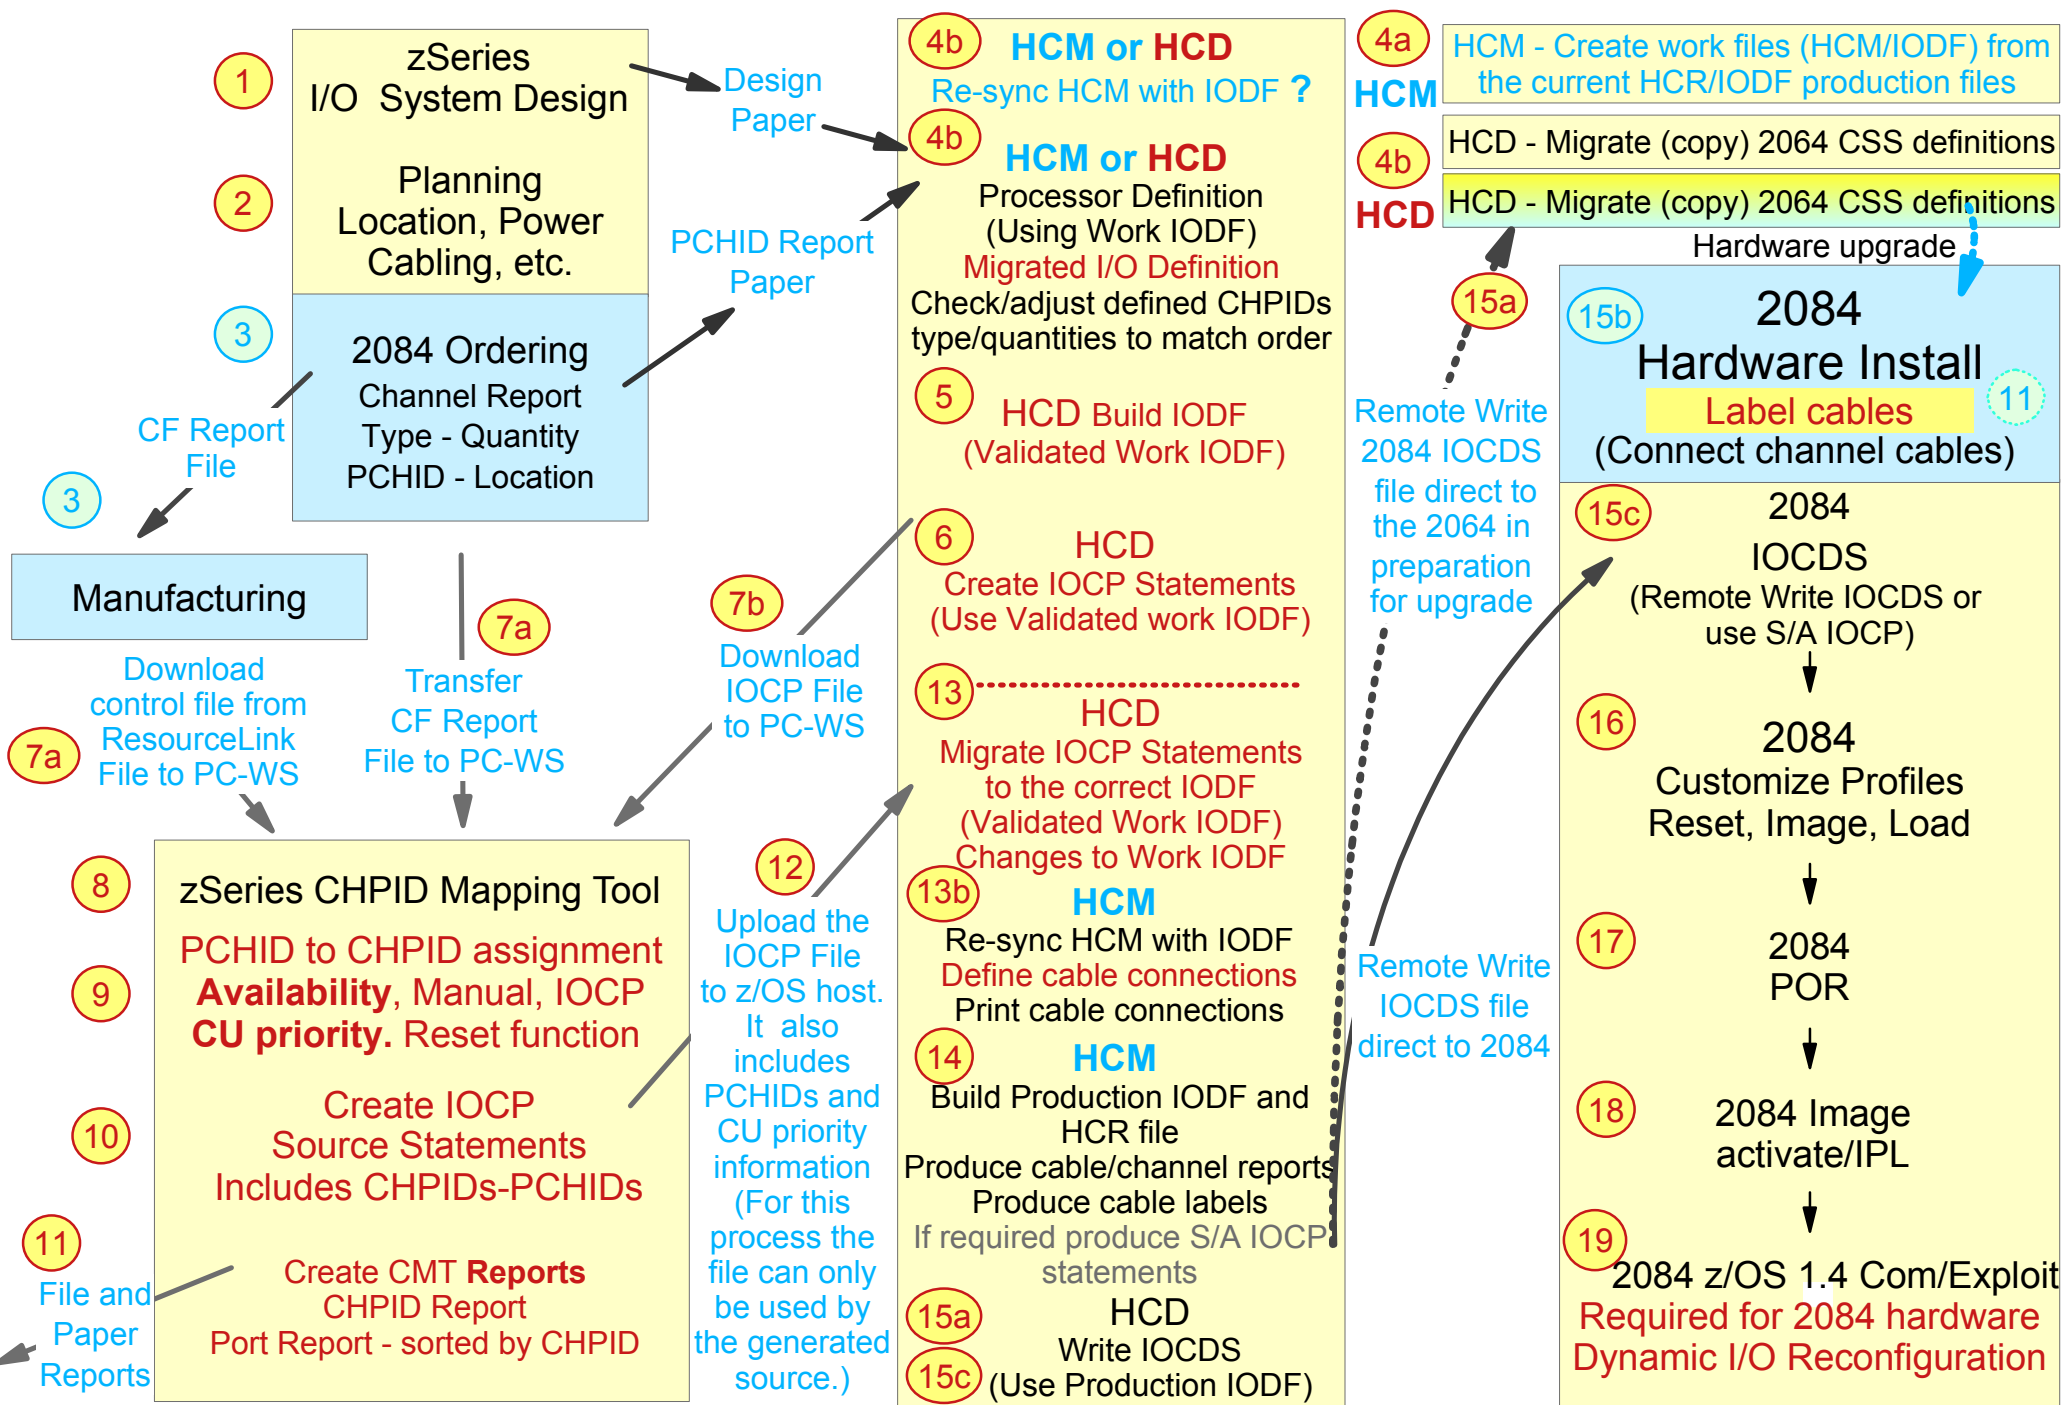 1
zSeries
I/O  System Design
2
Planning
Location, Power
Cabling, etc.
3
2084 Ordering
Channel Report
Type - Quantity
PCHID - Location
Design
Paper
PCHID Report
Paper
CF Report
File
3
Manufacturing
7a
Download
control file from
ResourceLink
File to PC-WS
7a
Transfer
CF Report
File to PC-WS
7b
Download
IOCP File
to PC-WS
8
zSeries CHPID Mapping Tool
9
PCHID to CHPID assignment
Availability, Manual, IOCP
CU priority. Reset function
10
Create IOCP
Source Statements
Includes CHPIDs-PCHIDs
11
File and
Paper
Reports
Create CMT Reports
CHPID Report
Port Report - sorted by CHPID
12
Upload the
IOCP File
to z/OS host.
It  also
includes
PCHIDs and
CU priority
information
(For this
process the
file can only
be used by
the generated
source.)
4b
HCM or HCD
Re-sync HCM with IODF ?
4b
HCM or HCD
Processor Definition
(Using Work IODF)
Migrated I/O Definition
Check/adjust defined CHPIDs
type/quantities to match order
5
HCD Build IODF
(Validated Work IODF)
6
HCD
Create IOCP Statements
(Use Validated work IODF)
13
HCD
Migrate IOCP Statements
to the correct IODF
(Validated Work IODF)
Changes to Work IODF
13b
HCM
Re-sync HCM with IODF
Define cable connections
Print cable connections
14
HCM
Build Production IODF and
HCR file
Produce cable/channel reports
Produce cable labels
If required produce S/A IOCP
statements
15a
HCD
Write IOCDS
15c
(Use Production IODF)
4a
HCM
HCM - Create work files (HCM/IODF) from
the current HCR/IODF production files
4b
HCD
HCD - Migrate (copy) 2064 CSS definitions
HCD - Migrate (copy) 2064 CSS definitions
Hardware upgrade
15a
Remote Write
2084 IOCDS
file direct to
the 2064 in
preparation
for upgrade
Remote Write
IOCDS file
direct to 2084
15b
2084
Hardware Install
Label cables
11
(Connect channel cables)
15c
2084
IOCDS
(Remote Write IOCDS or
use S/A IOCP)
16
2084
Customize Profiles
Reset, Image, Load
17
2084
POR
18
2084 Image
activate/IPL
19
2084 z/OS 1.4 Com/Exploit
Required for 2084 hardware
Dynamic I/O Reconfiguration